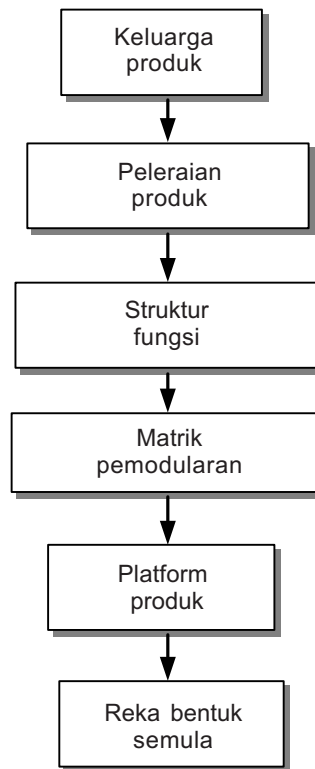 Keluarga
produk
Peleraian
produk
Struktur
fungsi
Matrik
pemodularan
Platform
produk
Reka bentuk
semula